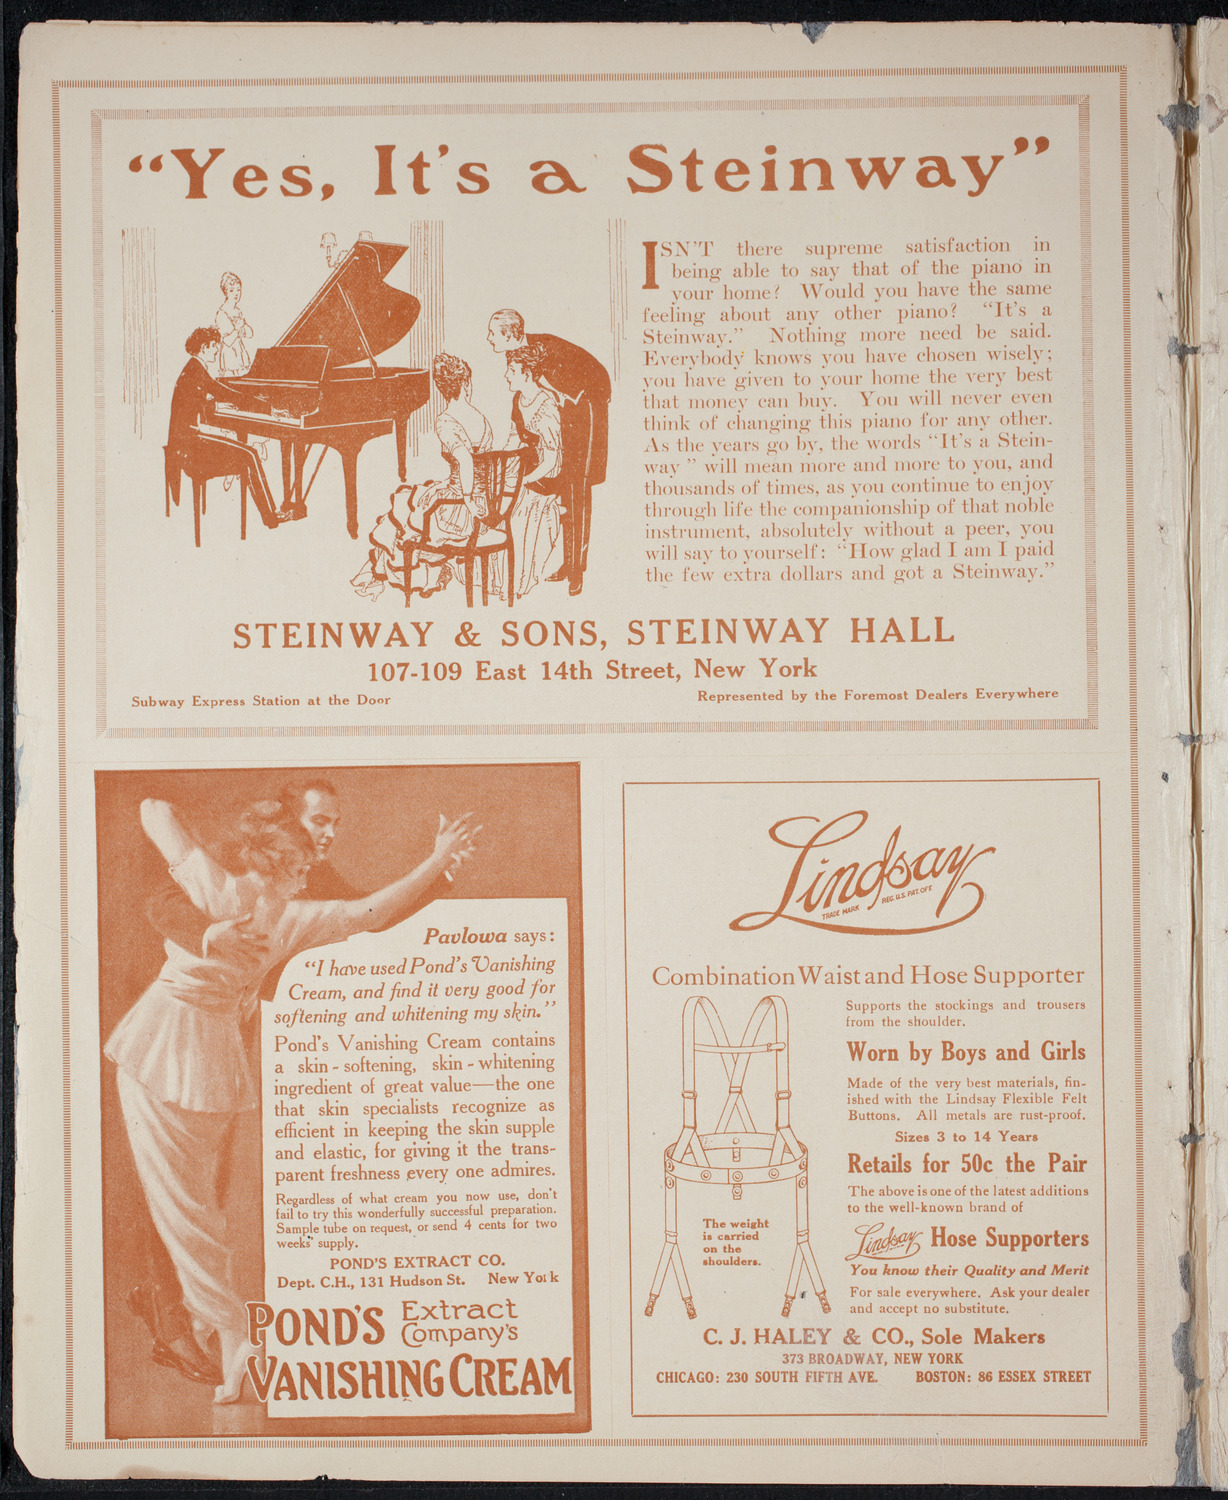 “Yes, It's a Steinway”
ISN'T there supreme satisfaction in
being able to say that of the piano in
your home? Would you have the same
feeling about any other piano? “It's a
Steinway.” Nothing more need be said.
Everybody knows you have chosen wisely;
you have given to your home the very best
that money can buy. You will never even
think of changing this piano for any other.
As the years go by, the words “It's a Stein-
way ” will mean more and more to you, and
thousands of times, as you continue to enjoy
through life the companionship of that noble
instrument, absolutely without a peer, you
will say to yourself: “How glad I am I paid
the few extra dollars and got a Steinway.”
STEINWAY & SONS, STEINWAY HALL
107-109 East 14th Street, New York
Subway Express Station at the Door
Represented by the Foremost Dealers Everywhere
Pavlowa says:
“I have used Pond's Vanishing
Cream, and find it very good for
softening and whitening my skin.”
Pond's Vanishing Cream contains
a skin-softening, skin-whitening
ingredient of great value—the one
that skin specialists recognize as
efficient in keeping the skin supple
and elastic, for giving it the trans-
parent freshness every one admires.
Regardless of what cream you now use, don't
fail to try this wonderfully successful preparation.
Sample tube on request, or send 4 cents for two
weeks' supply.
POND'S EXTRACT CO.
Dept. C.H., 131 Hudson St. New York
POND'S Extract
Company's
VANISHING CREAM
Lindsay
TRADE MARK REG. U.S. PAT. OFF.
Combination Waist and Hose Supporter
Supports the stockings and trousers
from the shoulder.
Worn by Boys and Girls
Made of the very best materials, fin-
ished with the Lindsay Flexible Felt
Buttons. All metals are rust-proof.
Sizes 3 to 14 Years
Retails for 50c the Pair
The above is one of the latest additions
to the well-known brand of
Lindsay Hose Supporters
You know their Quality and Merit
For sale everywhere. Ask your dealer
and accept no substitute.
The weight
is carried
on the
shoulders.
C. J. HALEY & CO., Sole Makers
373 BROADWAY, NEW YORK
CHICAGO: 230 SOUTH FIFTH AVE. BOSTON: 86 ESSEX STREET